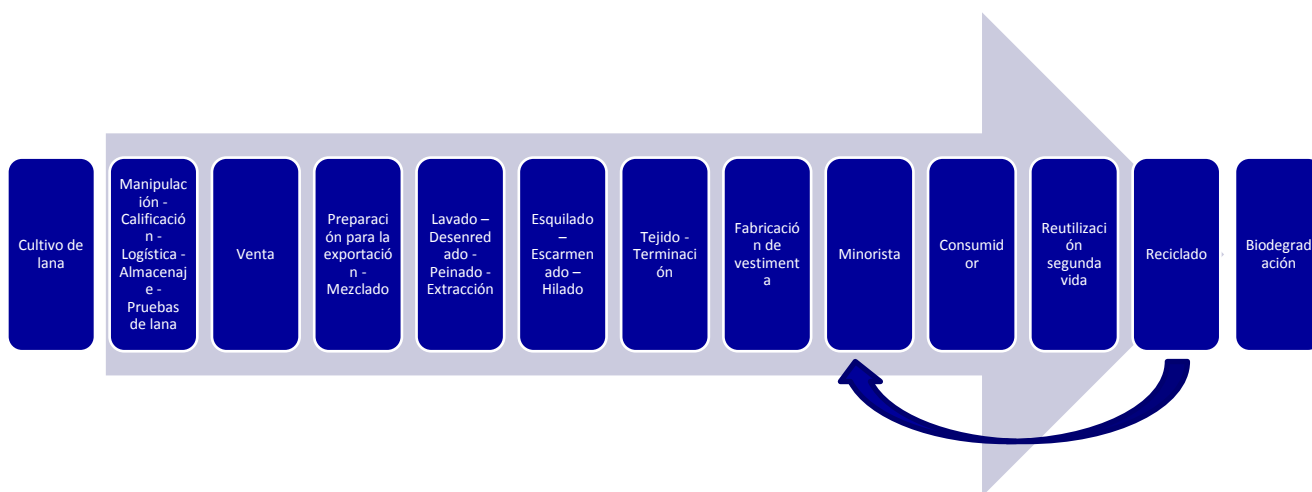 Cultivo de
lana
Manipulac
ión -
Calificació
n -
Logística -
Almacenaj
e -
Pruebas
de lana
Venta
Preparaci
ón para la
exportació
n -
Mezclado
Lavado –
Desenred
ado -
Peinado -
Extracción
Esquilado
–
Escarmen
ado –
Hilado
Tejido -
Terminaci
ón
Fabricació
n de
vestiment
a
Minorista
Consumid
or
Reutilizaci
ón
segunda
vida
Reciclado
Biodegrad
ación